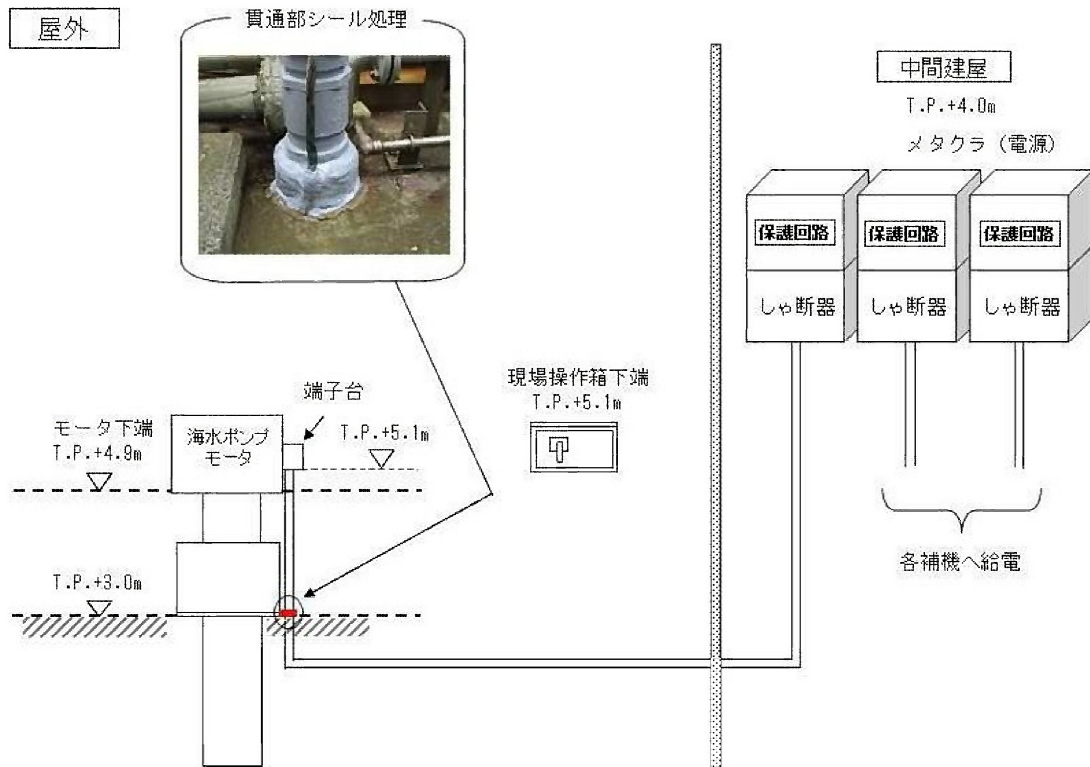 屋外
貫通部シール処理
中間建屋
T.P.+4.0m
メタクラ（電源）
保護回路
保護回路
保護回路
しゃ断器
しゃ断器
しゃ断器
現場操作箱下端
T.P.+5.1m
端子台
モータ下端
T.P.+4.9m
海水ポンプ
モータ
T.P.+5.1m
T.P.+3.0m
各補機へ給電